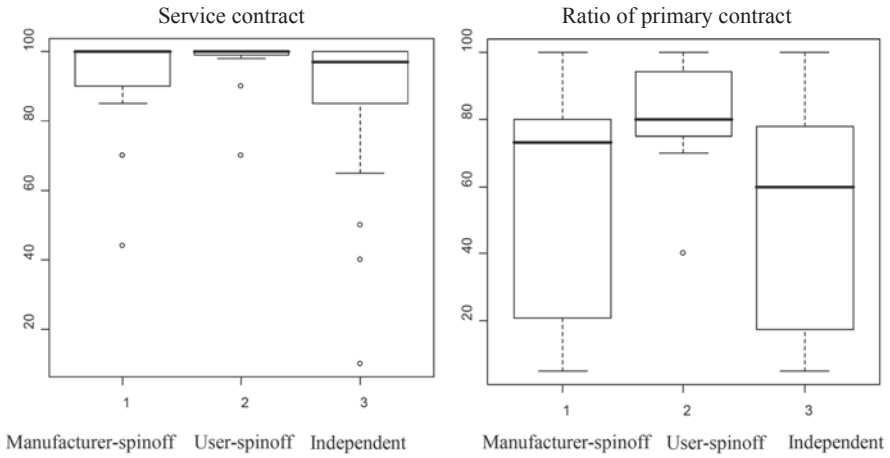 Service contract
100
80
60
40
20
1
2
3
Manufacturer-spinoff
User-spinoff
Independent
Ratio of primary contract
100
80
60
40
20
1
2
3
Manufacturer-spinoff
User-spinoff
Independent